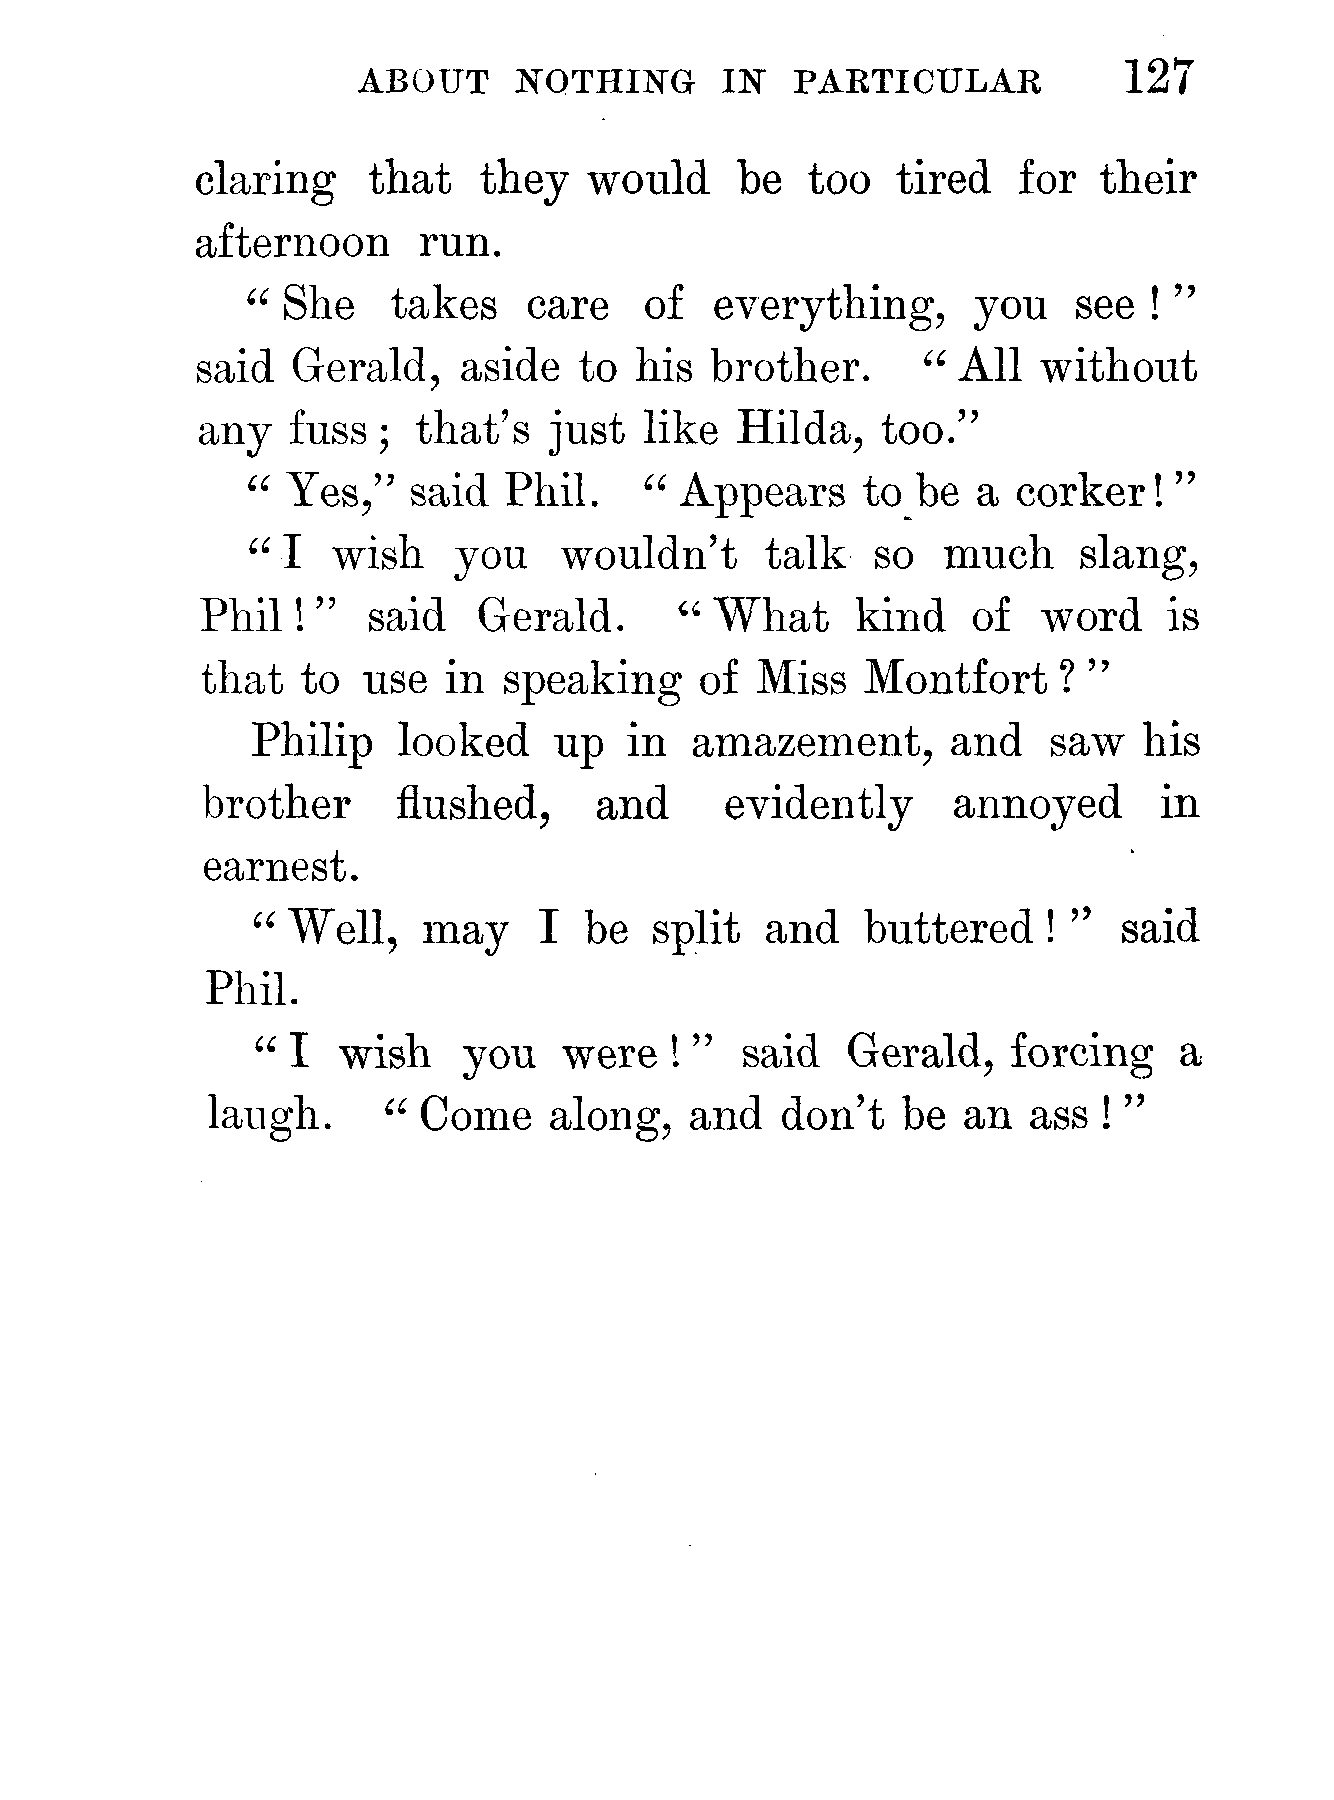 ABOUT NOTHING IN PARTICULAR 127
claring that they would be too tired for their
afternoon run.
“ She takes care of everything, you see ! ”
said Gerald, aside to his brother. “ All without
any fuss ; that’s just like Hilda, too.”
“ Yes,” said Phil. “ Appears to be a corker! ”
“ I wish you wouldn’t talk so much slang,
Phil ! ” said Gerald. “ What kind of word is
that to use in speaking of Miss Montfort ? ”
Philip looked up in amazement, and saw his
brother flushed, and evidently annoyed in
earnest.
“ Well, may I be split and buttered ! ” said
Phil.
“ I wish you were ! ” said Gerald, forcing a
laugh. “ Come along, and don’t be an ass ! ”